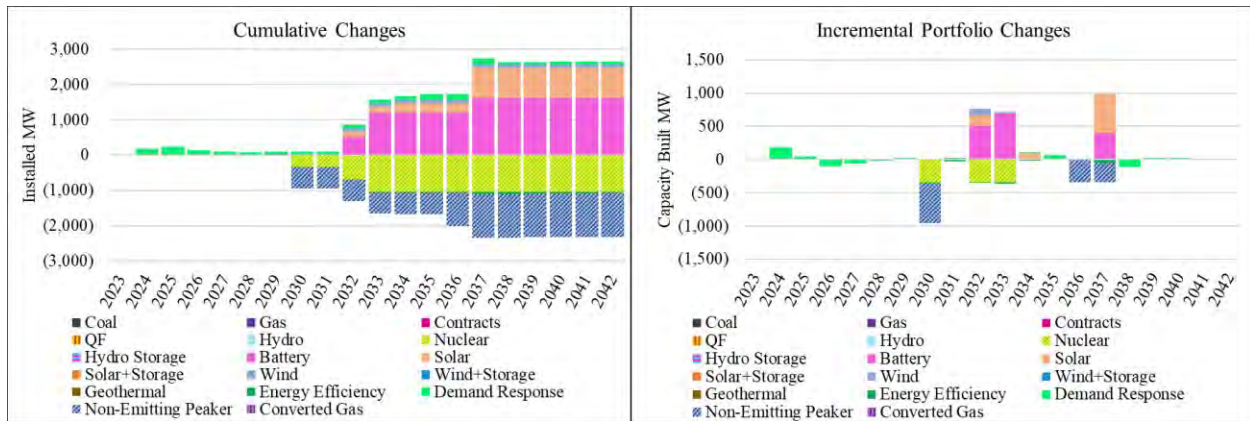 Cumulative Changes
Installed MW
3,000
2,000
1,000
0
(1,000)
(2,000)
(3,000)
2023 2024 2025 2026 2027 2028 2029 2030 2031 2032 2033 2034 2035 2036 2037 2038 2039 2040 2041 2042
Coal Gas Contracts
QF Hydro Nuclear
Hydro Storage Battery Solar
Solar+Storage Wind Wind+Storage
Geothermal Energy Efficiency Demand Response
Non-Emitting Peaker Converted Gas
Incremental Portfolio Changes
Capacity Built MW
1,500
1,000
500
0
(500)
(1,000)
(1,500)
2023 2024 2025 2026 2027 2028 2029 2030 2031 2032 2033 2034 2035 2036 2037 2038 2039 2040 2041 2042
Coal Gas Contracts
QF Hydro Nuclear
Hydro Storage Battery Solar
Solar+Storage Wind Wind+Storage
Geothermal Energy Efficiency Demand Response
Non-Emitting Peaker Converted Gas